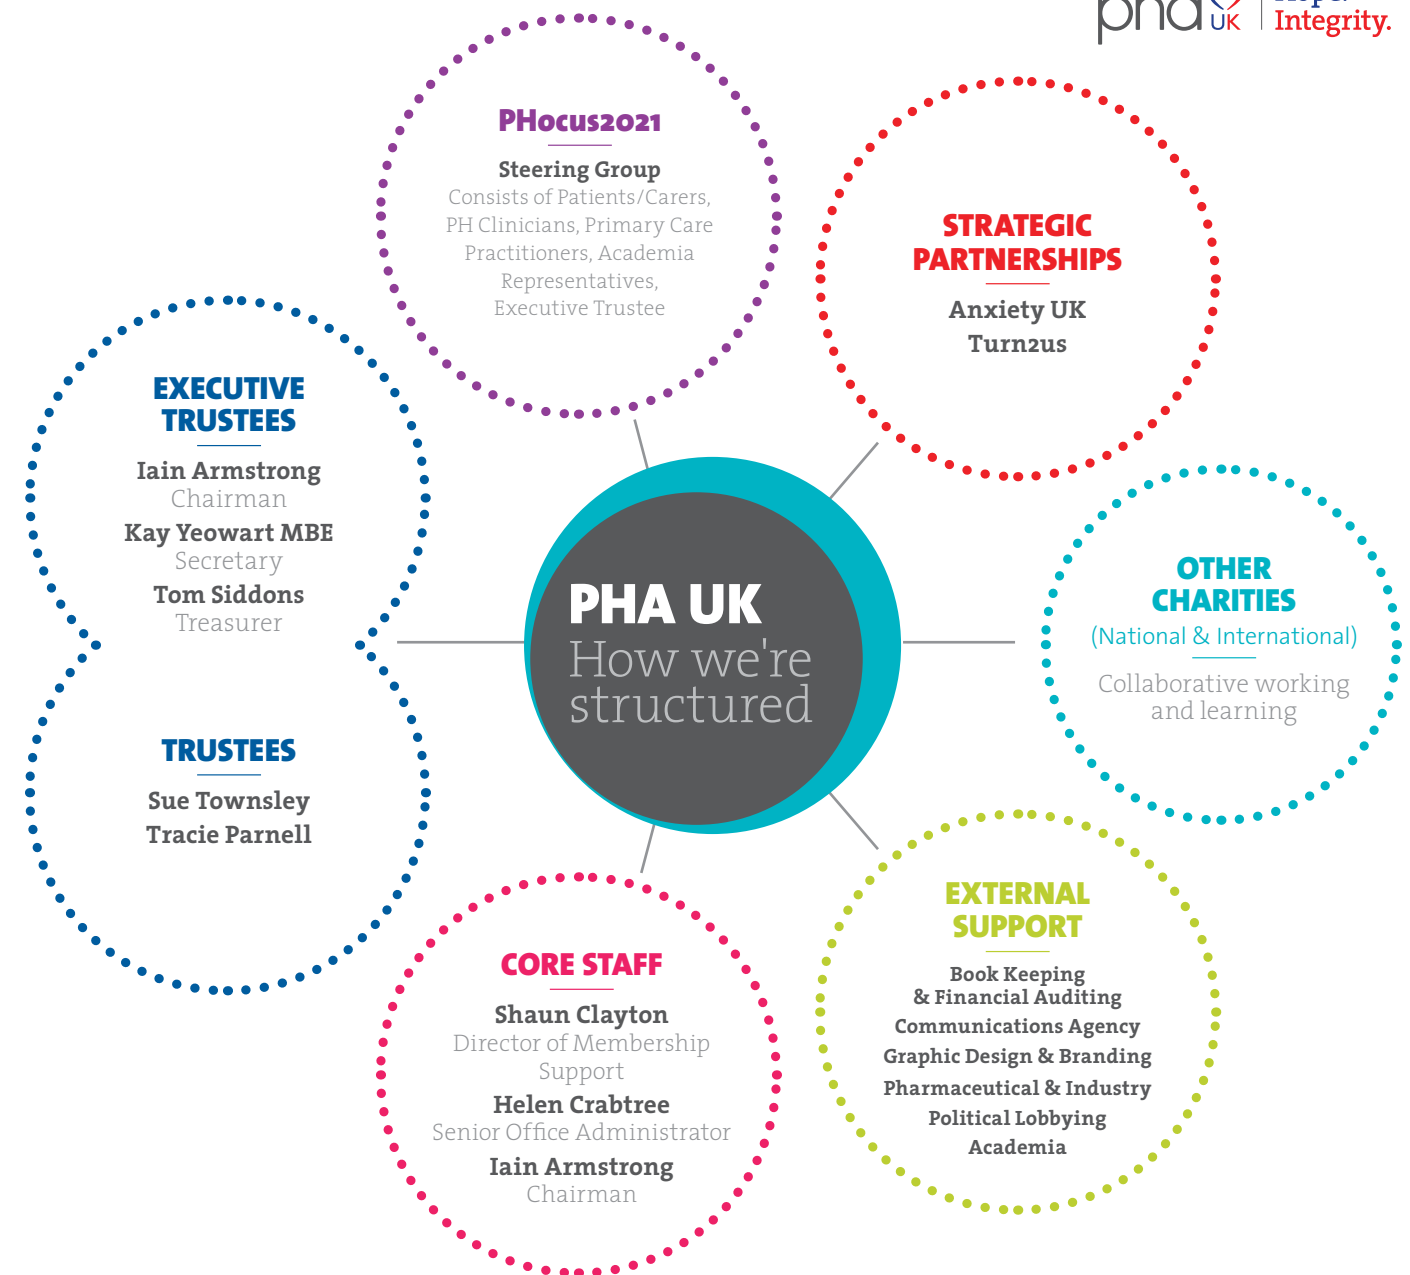 pha
UK
Integrity.
PHocus2021
Steering Group
Consists of Patients/Carers,
PH Clinicians, Primary Care
Practitioners, Academia
Representatives,
Executive Trustee
STRATEGIC
PARTNERSHIPS
Anxiety UK
Turn2us
EXECUTIVE
TRUSTEES
Iain Armstrong
Chairman
Kay Yeowart MBE
Secretary
Tom Siddons
Treasurer
TRUSTEES
Sue Townsley
Tracie Parnell
PHA UK
How we're
structured
OTHER
CHARITIES
(National & International)
Collaborative working
and learning
CORE STAFF
Shaun Clayton
Director of Membership
Support
Helen Crabtree
Senior Office Administrator
Iain Armstrong
Chairman
EXTERNAL
SUPPORT
Book Keeping
& Financial Auditing
Communications Agency
Graphic Design & Branding
Pharmaceutical & Industry
Political Lobbying
Academia